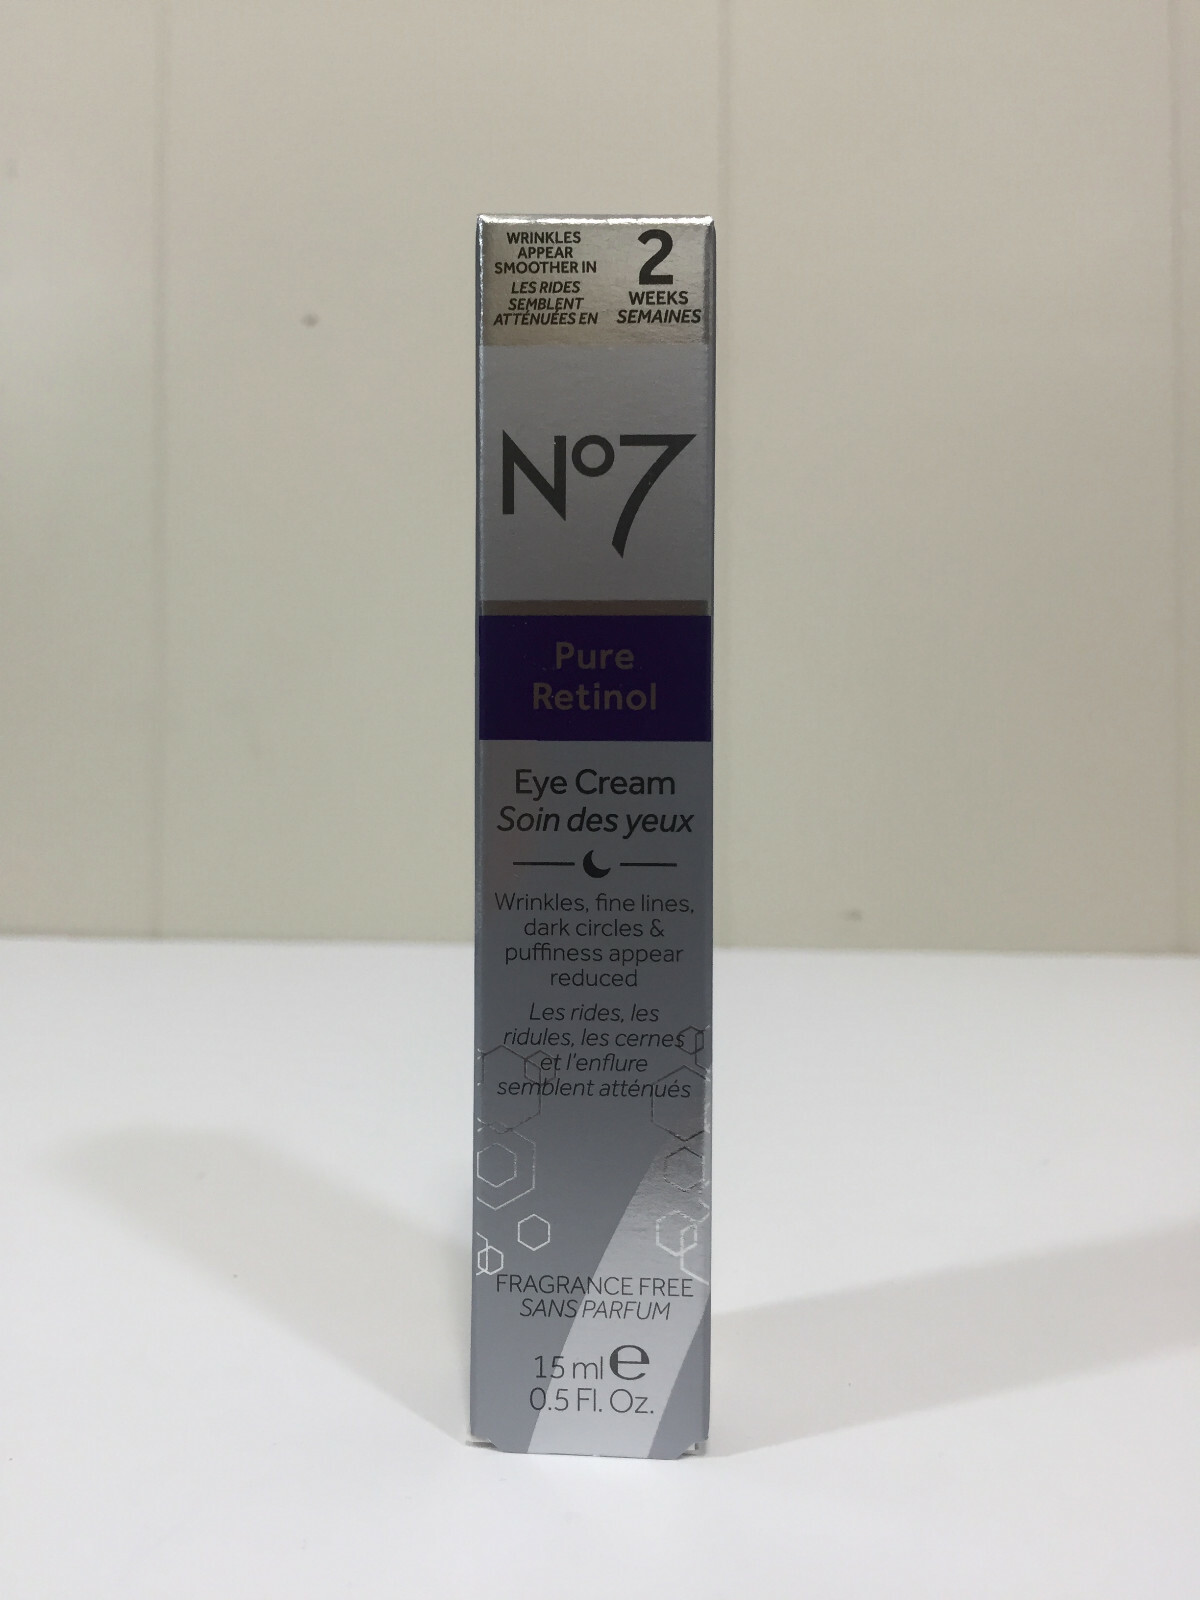 WRINKLES
APPEAR
SMOOTHER IN
LES RIDES
SEMBLENT
ATTÉNUÉES EN
2
WEEKS
SEMAINES
Nº7
Pure
Retinol
Eye Cream
Soin des yeux
Wrinkles, fine lines,
dark circles &
puffiness appear
reduced
Les rides, les
ridules, les cernes
et l'enflure
semblent atténués
FRAGRANCE FREE
SANS PARFUM
15 ml e
0.5 Fl. Oz.